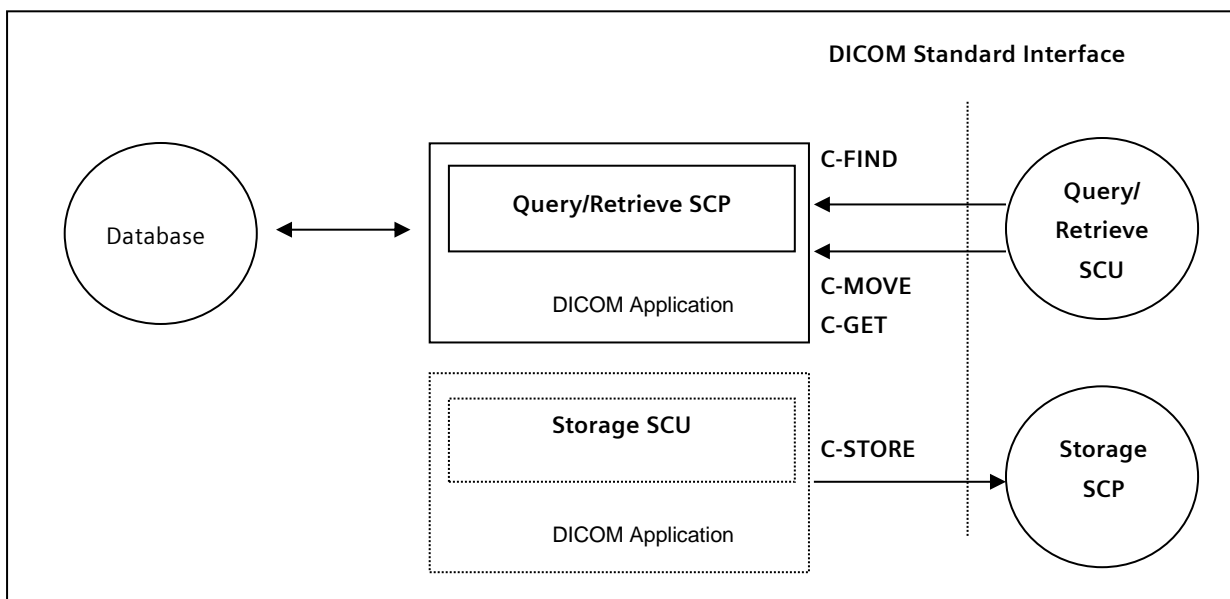 DICOM Standard Interface
C-FIND
Query/Retrieve SCP
Query/
Retrieve
SCU
Database
DICOM Application
C-MOVE
C-GET
Storage SCU
C-STORE
Storage
SCP
DICOM Application